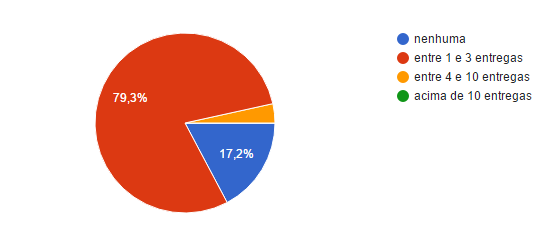 79,3%
17,2%
nenhuma
entre 1 e 3 entregas
entre 4 e 10 entregas
acima de 10 entregas